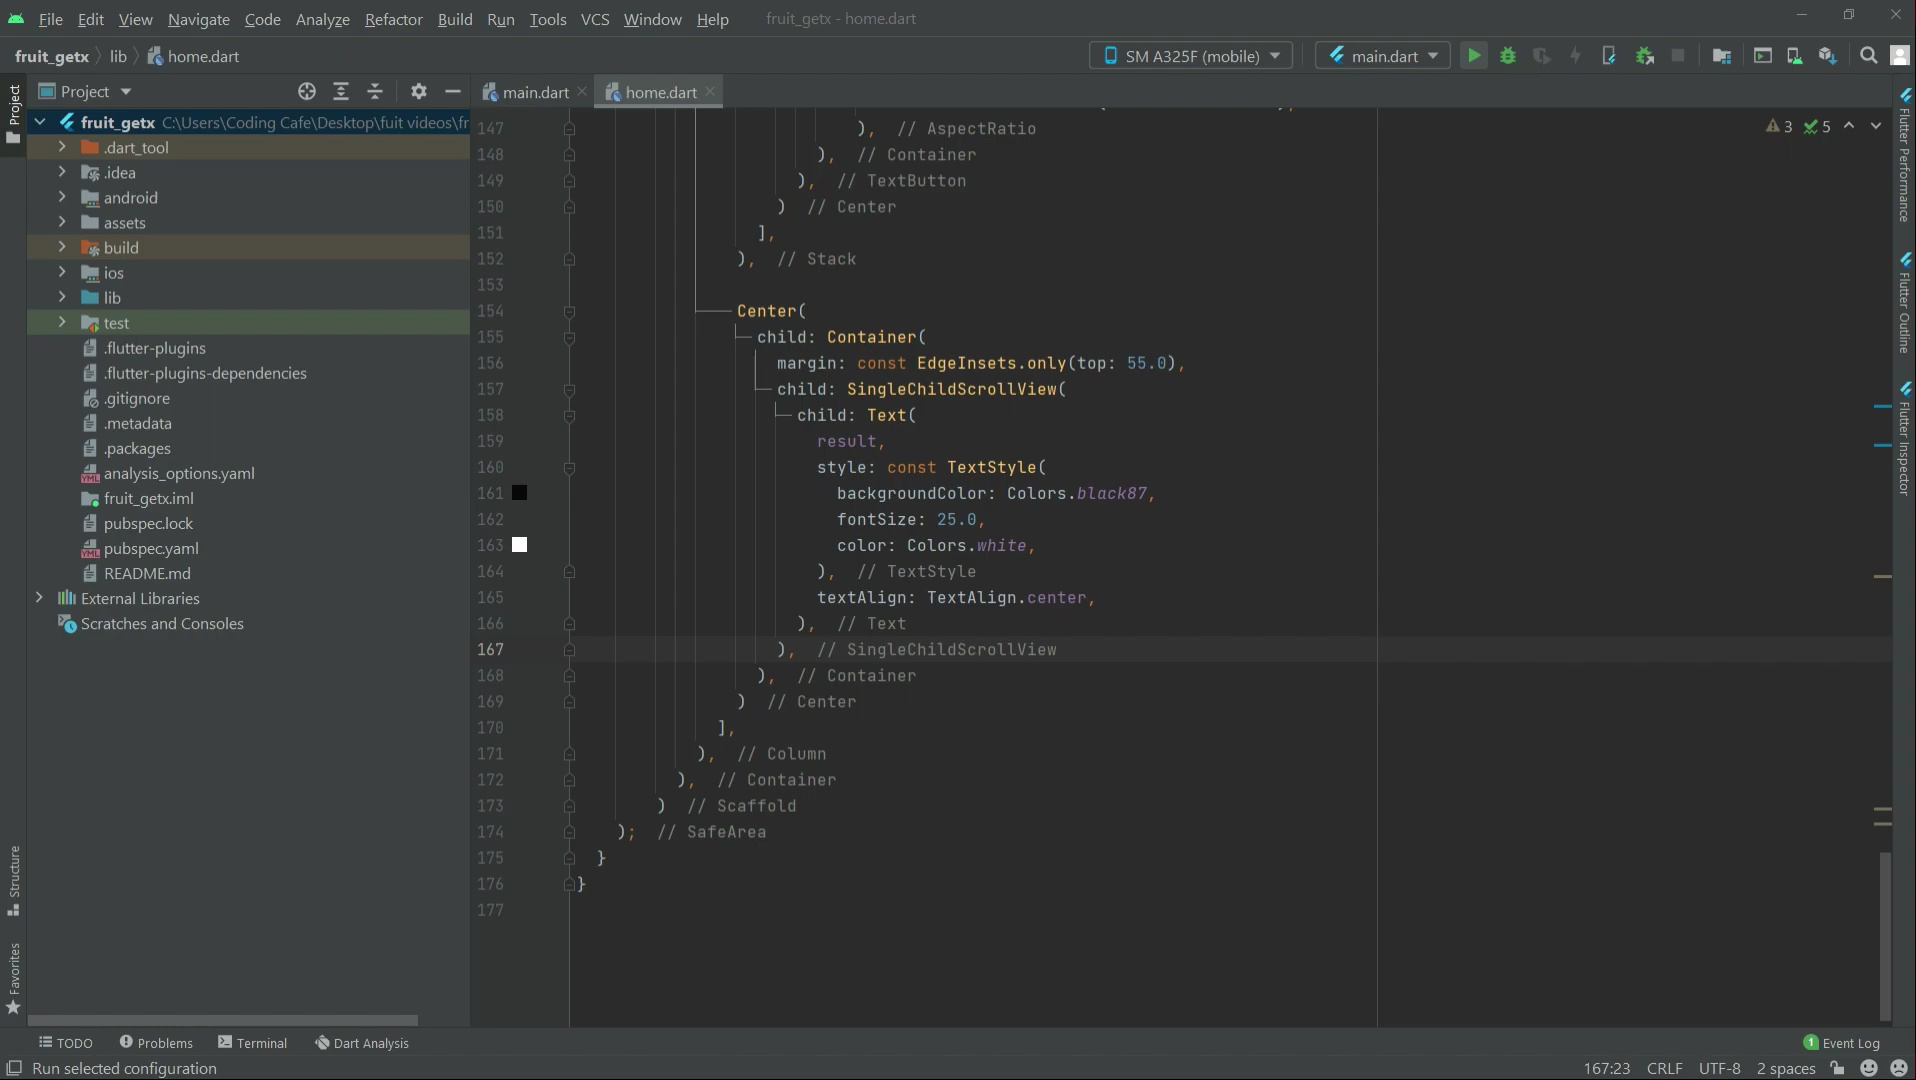 File Edit View Navigate Code Analyze Refactor Build Run Tools VCS Window Help fruit_getx - home.dart
fruit_getx lib home.dart SM A325F (mobile) main.dart
Project
Project
main.dart home.dart
fruit_getx C:\Users\Coding Cafe\Desktop\fuit videos\fr
.dart_tool
.idea
android
assets
build
ios
lib
test
.flutter-plugins
.flutter-plugins-dependencies
.gitignore
.metadata
.packages
analysis_options.yaml
fruit_getx.iml
pubspec.lock
pubspec.yaml
README.md
External Libraries
Scratches and Consoles
Structure
Favorites
3 5
147 ), // AspectRatio
148 ), // Container
149 ), // TextButton
150 ) // Center
151 ],
152 ), // Stack
153
154 Center(
155 child: Container(
156 margin: const EdgeInsets.only(top: 55.0),
157 child: SingleChildScrollView(
158 child: Text(
159 result,
160 style: const TextStyle(
161 backgroundColor: Colors.black87,
162 fontSize: 25.0,
163 color: Colors.white,
164 ), // TextStyle
165 textAlign: TextAlign.center,
166 ), // Text
167 ), // SingleChildScrollView
168 ), // Container
169 ) // Center
170 ],
171 ), // Column
172 ), // Container
173 ) // Scaffold
174 ); // SafeArea
175 }
176 }
177
Flutter Performance
Flutter Outline
Flutter Inspector
TODO Problems Terminal Dart Analysis 1 Event Log
Run selected configuration 167:23 CRLF UTF-8 2 spaces